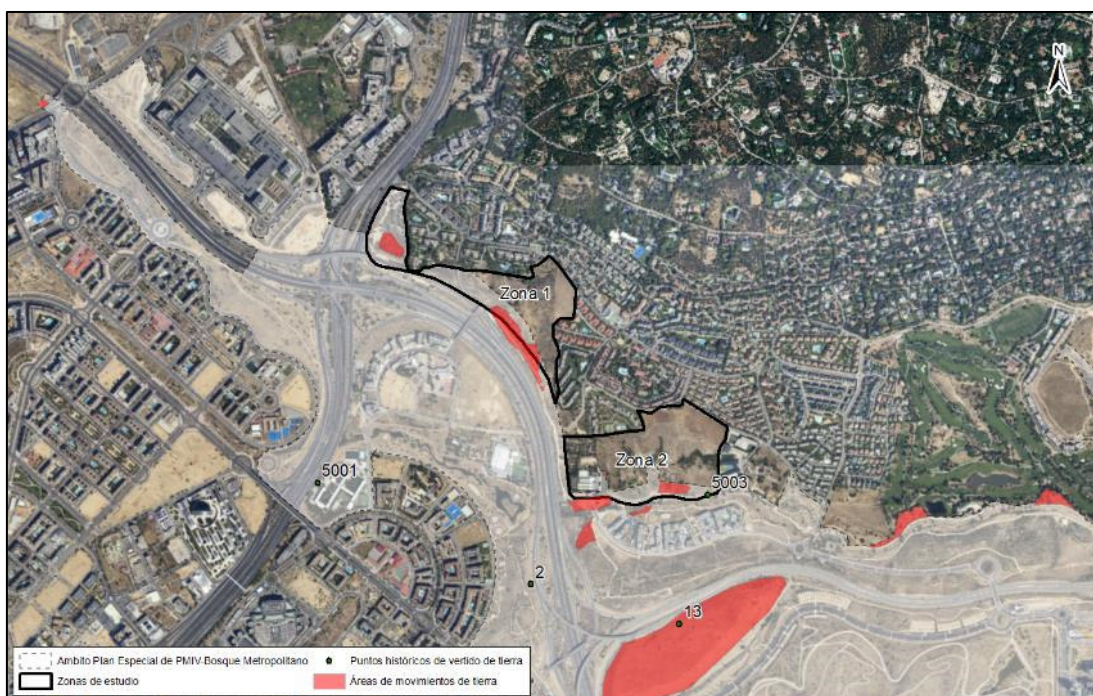 N
Zona 1
Zona 2
5001
5003
2
13
Ambito Plan Especial de PMIV-Bosque Metropolitano
Puntos históricos de vertido de tierra
Zonas de estudio
Áreas de movimientos de tierra